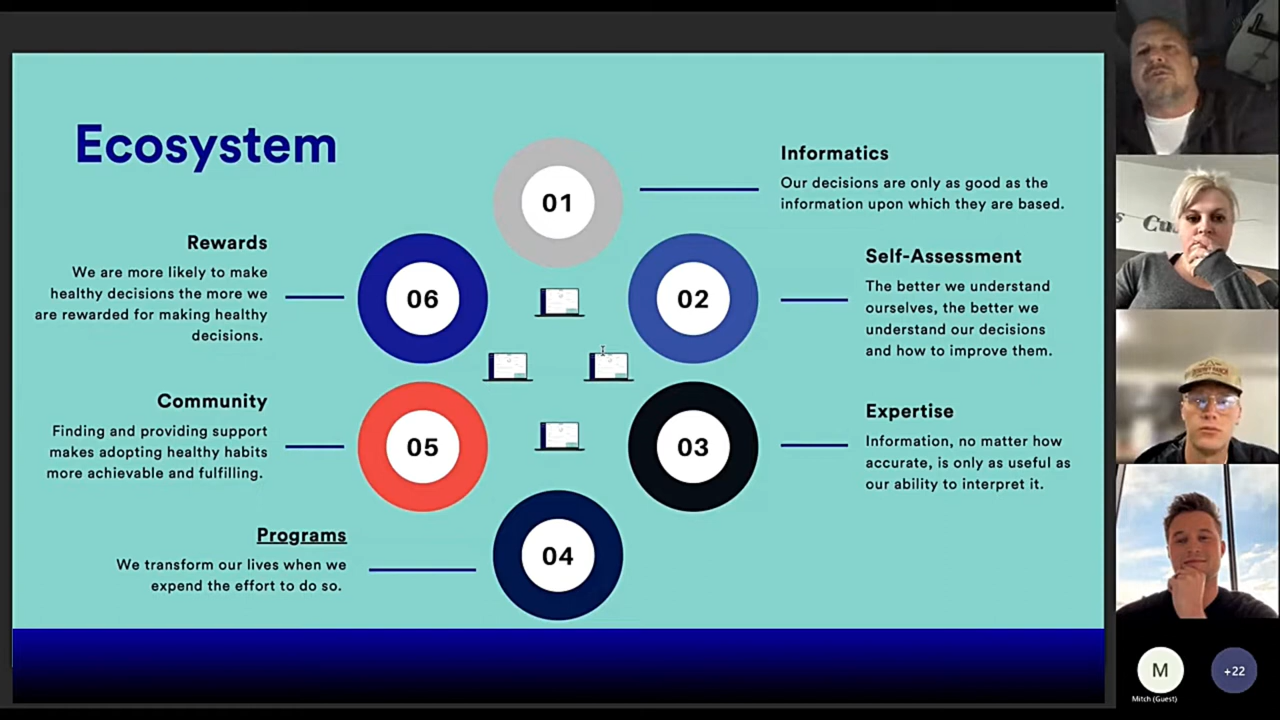 Ecosystem
01
Informatics
Our decisions are only as good as the
information upon which they are based.
02
Self-Assessment
The better we understand
ourselves, the better we
understand our decisions
and how to improve them.
03
Expertise
Information, no matter how
accurate, is only as useful as
our ability to interpret it.
04
Programs
We transform our lives when we
expend the effort to do so.
05
Community
Finding and providing support
makes adopting healthy habits
more achievable and fulfilling.
06
Rewards
We are more likely to make
healthy decisions the more we
are rewarded for making healthy
decisions.
M
Mitch (Guest)
+22